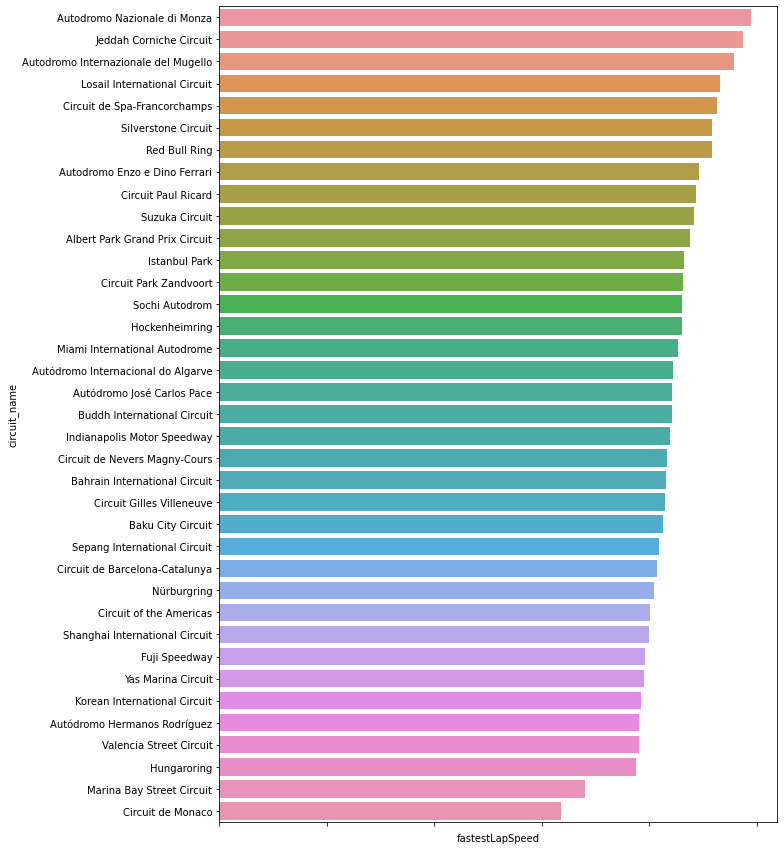 Autodromo Nazionale di Monza
Jeddah Corniche Circuit
Autodromo Internazionale del Mugello
Losail International Circuit
Circuit de Spa-Francorchamps
Silverstone Circuit
Red Bull Ring
Autodromo Enzo e Dino Ferrari
Circuit Paul Ricard
Suzuka Circuit
Albert Park Grand Prix Circuit
Istanbul Park
Circuit Park Zandvoort
Sochi Autodrom
Hockenheimring
Miami International Autodrome
Autódromo Internacional do Algarve
Autódromo José Carlos Pace
Buddh International Circuit
Indianapolis Motor Speedway
Circuit de Nevers Magny-Cours
Bahrain International Circuit
Circuit Gilles Villeneuve
Baku City Circuit
Sepang International Circuit
Circuit de Barcelona-Catalunya
Nürburgring
Circuit of the Americas
Shanghai International Circuit
Fuji Speedway
Yas Marina Circuit
Korean International Circuit
Autódromo Hermanos Rodríguez
Valencia Street Circuit
Hungaroring
Marina Bay Street Circuit
Circuit de Monaco
circuit_name
fastestLapSpeed